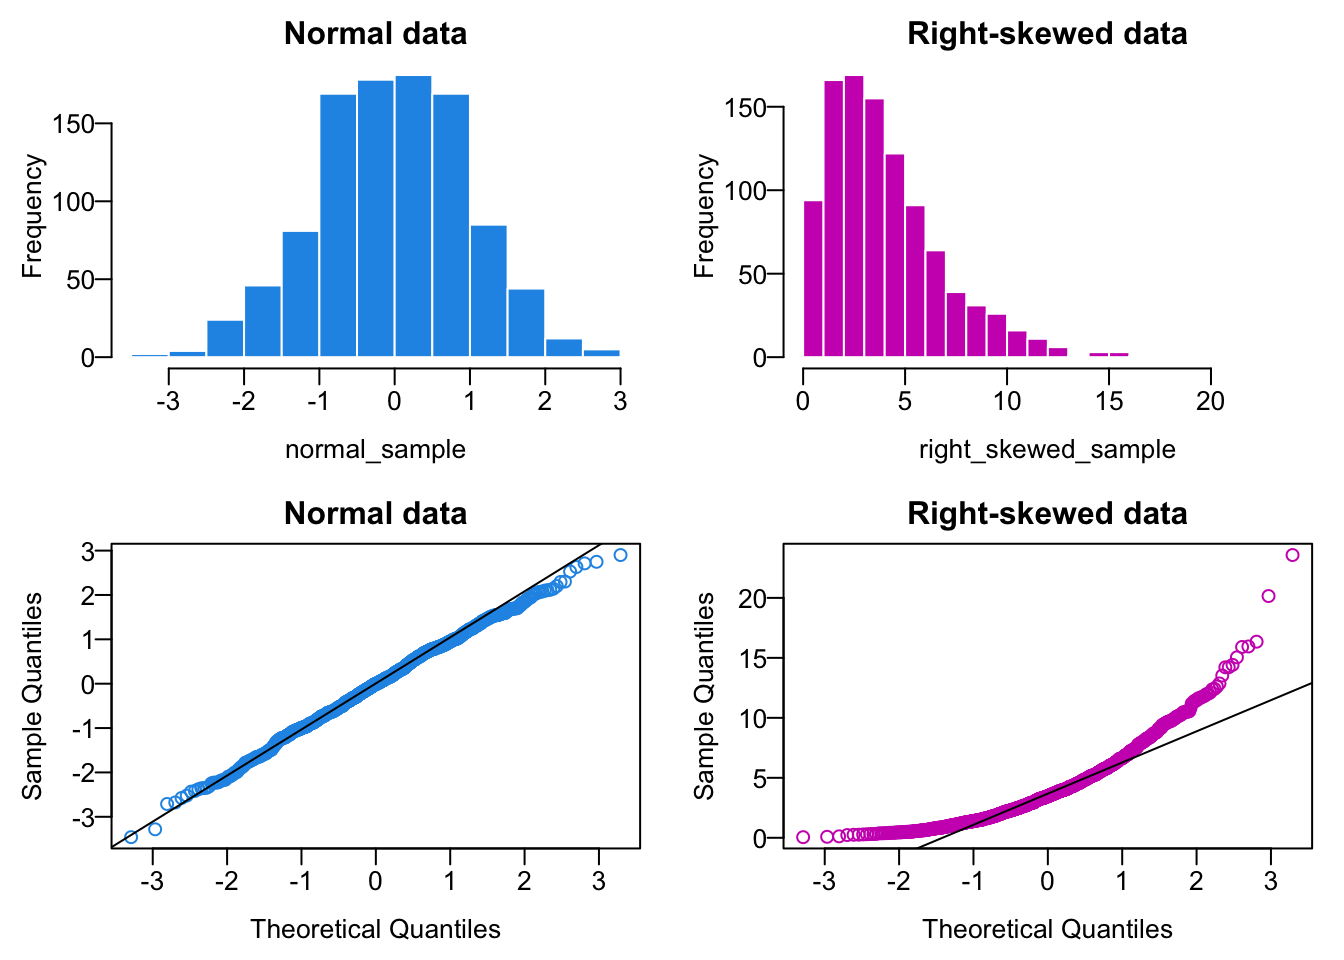 Normal data
Frequency
150
100
50
0
-3 -2 -1 0 1 2 3
normal_sample
Right-skewed data
Frequency
150
100
50
0
0 5 10 15 20
right_skewed_sample
Normal data
Sample Quantiles
3
2
1
0
-1
-2
-3
-3 -2 -1 0 1 2 3
Theoretical Quantiles
Right-skewed data
Sample Quantiles
20
15
10
5
0
-3 -2 -1 0 1 2 3
Theoretical Quantiles